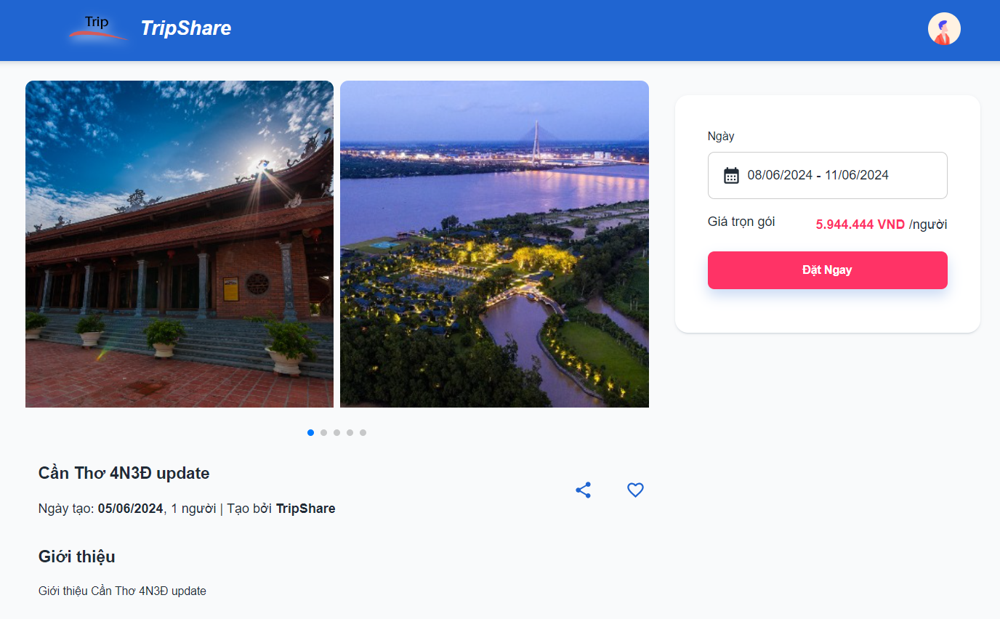 Trip
TripShare
Ngày
08/06/2024 - 11/06/2024
Giá trọn gói
5.944.444 VND /người
Đặt Ngay
Cần Thơ 4N3Đ update
Ngày tạo: 05/06/2024, 1 người | Tạo bởi TripShare
Giới thiệu
Giới thiệu Cần Thơ 4N3Đ update